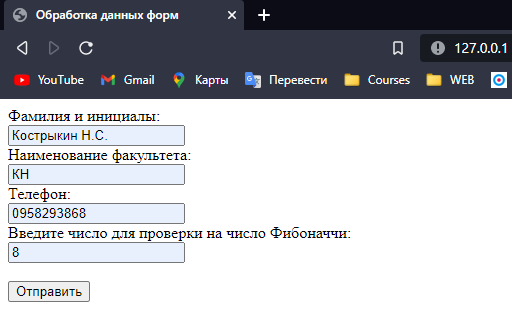 Обработка данных форм
127.0.0.1
YouTube Gmail Карты Перевести Courses WEB
Фамилия и инициалы:
Кострыкин Н.С.
Наименование факультета:
КН
Телефон:
0958293868
Введите число для проверки на число Фибоначчи:
8
Отправить